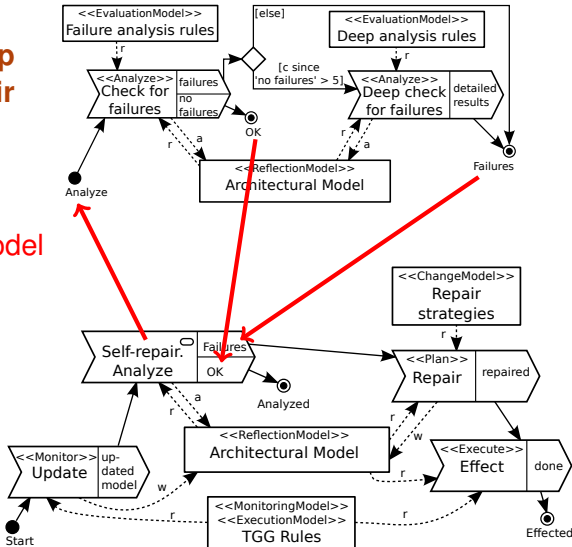 p
ir
odel
<<EvaluationModel>>
Failure analysis rules
r
[else]
<<EvaluationModel>>
Deep analysis rules
r
[c since
'no failures' > 5]
<<Analyze>>
Check for
failures
failures
no
failures
OK
<<Analyze>>
Deep check
for failures
detailed
results
Failures
a
r
r
a
<<ReflectionModel>>
Architectural Model
Analyze
<<ChangeModel>>
Repair
strategies
r
Self-repair.
Analyze
Failures
OK
Analyzed
<<Plan>>
Repair
repaired
a
r
r
w
<<ReflectionModel>>
Architectural Model
<<Monitor>>
Update
up-
dated
model
w
r
<<Execute>>
Effect
done
<<MonitoringModel>>
<<ExecutionModel>>
TGG Rules
r
r
Start
Effected